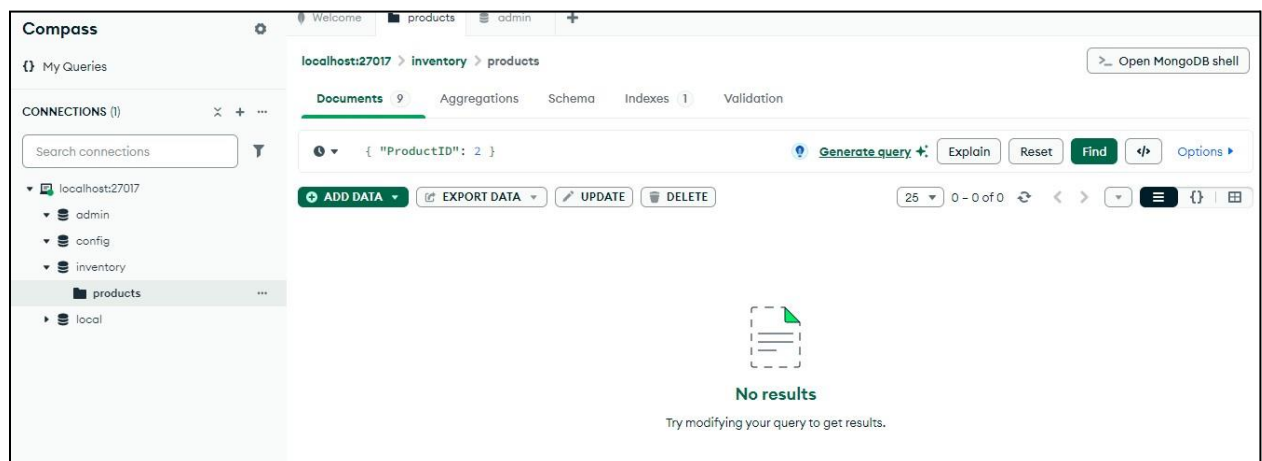 Compass
My Queries
CONNECTIONS (1)
Search connections
localhost:27017
admin
config
inventory
products
local
Welcome
products
admin
localhost:27017 > inventory > products
>_ Open MongoDB shell
Documents 9 Aggregations Schema Indexes 1 Validation
{ "ProductID": 2 }
Generate query Explain Reset Find </> Options
ADD DATA EXPORT DATA UPDATE DELETE
25 0 – 0 of 0 {}
No results
Try modifying your query to get results.